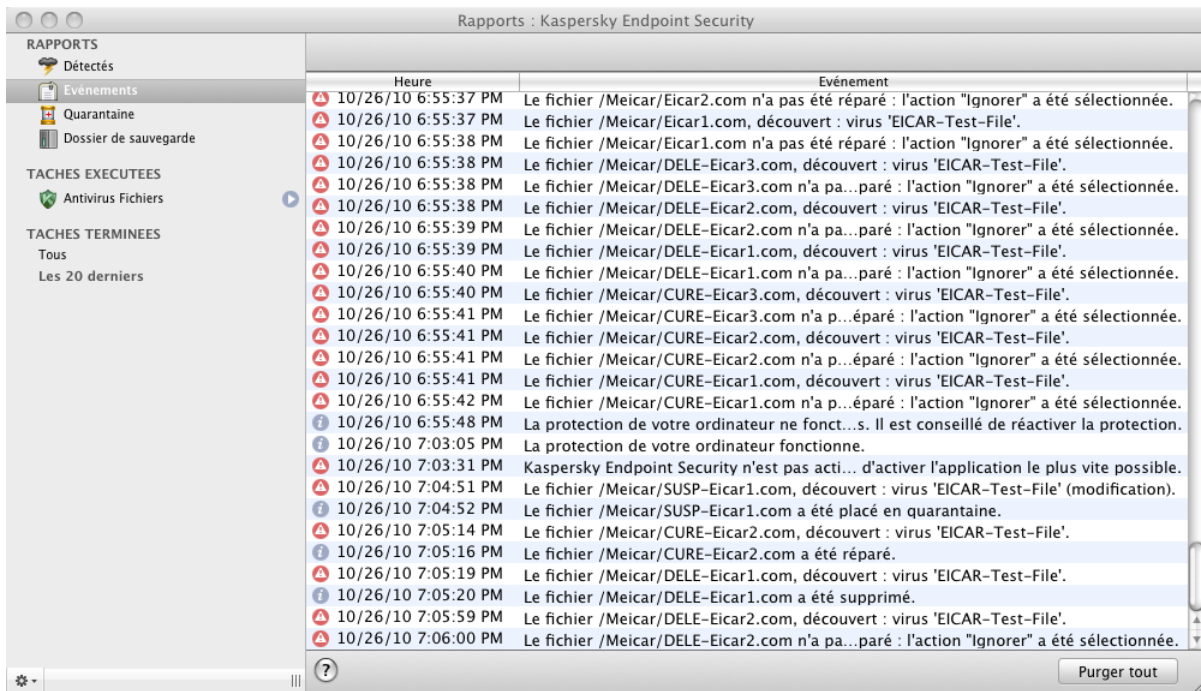 Rapports : Kaspersky Endpoint Security
RAPPORTS
Détectés
Evénements
Quarantaine
Dossier de sauvegarde
TACHES EXECUTEES
Antivirus Fichiers
TACHES TERMINEES
Tous
Les 20 derniers
Heure Evénement
10/26/10 6:55:37 PM Le fichier /Meicar/Eicar2.com n'a pas été réparé : l'action "Ignorer" a été sélectionnée.
10/26/10 6:55:37 PM Le fichier /Meicar/Eicar1.com, découvert : virus 'EICAR-Test-File'.
10/26/10 6:55:38 PM Le fichier /Meicar/Eicar1.com n'a pas été réparé : l'action "Ignorer" a été sélectionnée.
10/26/10 6:55:38 PM Le fichier /Meicar/DELE-Eicar3.com, découvert : virus 'EICAR-Test-File'.
10/26/10 6:55:38 PM Le fichier /Meicar/DELE-Eicar3.com n'a pa...paré : l'action "Ignorer" a été sélectionnée.
10/26/10 6:55:38 PM Le fichier /Meicar/DELE-Eicar2.com, découvert : virus 'EICAR-Test-File'.
10/26/10 6:55:39 PM Le fichier /Meicar/DELE-Eicar2.com n'a pa...paré : l'action "Ignorer" a été sélectionnée.
10/26/10 6:55:39 PM Le fichier /Meicar/DELE-Eicar1.com, découvert : virus 'EICAR-Test-File'.
10/26/10 6:55:40 PM Le fichier /Meicar/DELE-Eicar1.com n'a pa...paré : l'action "Ignorer" a été sélectionnée.
10/26/10 6:55:40 PM Le fichier /Meicar/CURE-Eicar3.com, découvert : virus 'EICAR-Test-File'.
10/26/10 6:55:41 PM Le fichier /Meicar/CURE-Eicar3.com n'a p...éparé : l'action "Ignorer" a été sélectionnée.
10/26/10 6:55:41 PM Le fichier /Meicar/CURE-Eicar2.com, découvert : virus 'EICAR-Test-File'.
10/26/10 6:55:41 PM Le fichier /Meicar/CURE-Eicar2.com n'a p...éparé : l'action "Ignorer" a été sélectionnée.
10/26/10 6:55:41 PM Le fichier /Meicar/CURE-Eicar1.com, découvert : virus 'EICAR-Test-File'.
10/26/10 6:55:42 PM Le fichier /Meicar/CURE-Eicar1.com n'a p...éparé : l'action "Ignorer" a été sélectionnée.
10/26/10 6:55:48 PM La protection de votre ordinateur ne fonct...s. Il est conseillé de réactiver la protection.
10/26/10 7:03:05 PM La protection de votre ordinateur fonctionne.
10/26/10 7:03:31 PM Kaspersky Endpoint Security n'est pas acti... d'activer l'application le plus vite possible.
10/26/10 7:04:51 PM Le fichier /Meicar/SUSP-Eicar1.com, découvert : virus 'EICAR-Test-File' (modification).
10/26/10 7:04:52 PM Le fichier /Meicar/SUSP-Eicar1.com a été placé en quarantaine.
10/26/10 7:05:14 PM Le fichier /Meicar/CURE-Eicar2.com, découvert : virus 'EICAR-Test-File'.
10/26/10 7:05:16 PM Le fichier /Meicar/CURE-Eicar2.com a été réparé.
10/26/10 7:05:19 PM Le fichier /Meicar/DELE-Eicar1.com, découvert : virus 'EICAR-Test-File'.
10/26/10 7:05:20 PM Le fichier /Meicar/DELE-Eicar1.com a été supprimé.
10/26/10 7:05:59 PM Le fichier /Meicar/DELE-Eicar2.com, découvert : virus 'EICAR-Test-File'.
10/26/10 7:06:00 PM Le fichier /Meicar/DELE-Eicar2.com n'a pa...paré : l'action "Ignorer" a été sélectionnée.
? Purger tout